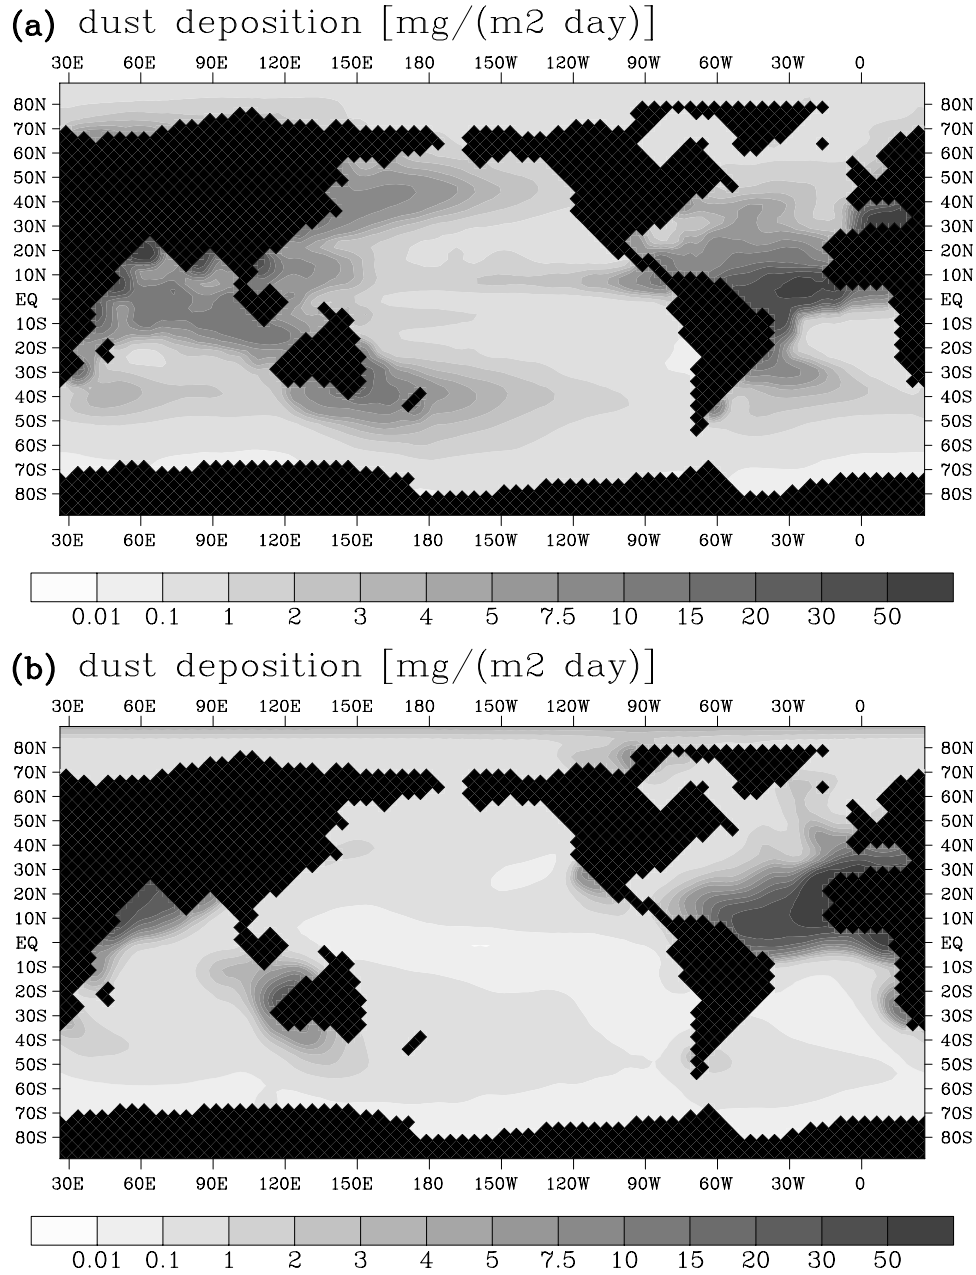 (a) dust deposition [mg/(m2 day)]
30E 60E 90E 120E 150E 180 150W 120W 90W 60W 30W 0
80N 80N
70N 70N
60N 60N
50N 50N
40N 40N
30N 30N
20N 20N
10N 10N
EQ EQ
10S 10S
20S 20S
30S 30S
40S 40S
50S 50S
60S 60S
70S 70S
80S 80S
30E 60E 90E 120E 150E 180 150W 120W 90W 60W 30W 0
0.01 0.1 1 2 3 4 5 7.5 10 15 20 30 50
(b) dust deposition [mg/(m2 day)]
30E 60E 90E 120E 150E 180 150W 120W 90W 60W 30W 0
80N 80N
70N 70N
60N 60N
50N 50N
40N 40N
30N 30N
20N 20N
10N 10N
EQ EQ
10S 10S
20S 20S
30S 30S
40S 40S
50S 50S
60S 60S
70S 70S
80S 80S
30E 60E 90E 120E 150E 180 150W 120W 90W 60W 30W 0
0.01 0.1 1 2 3 4 5 7.5 10 15 20 30 50